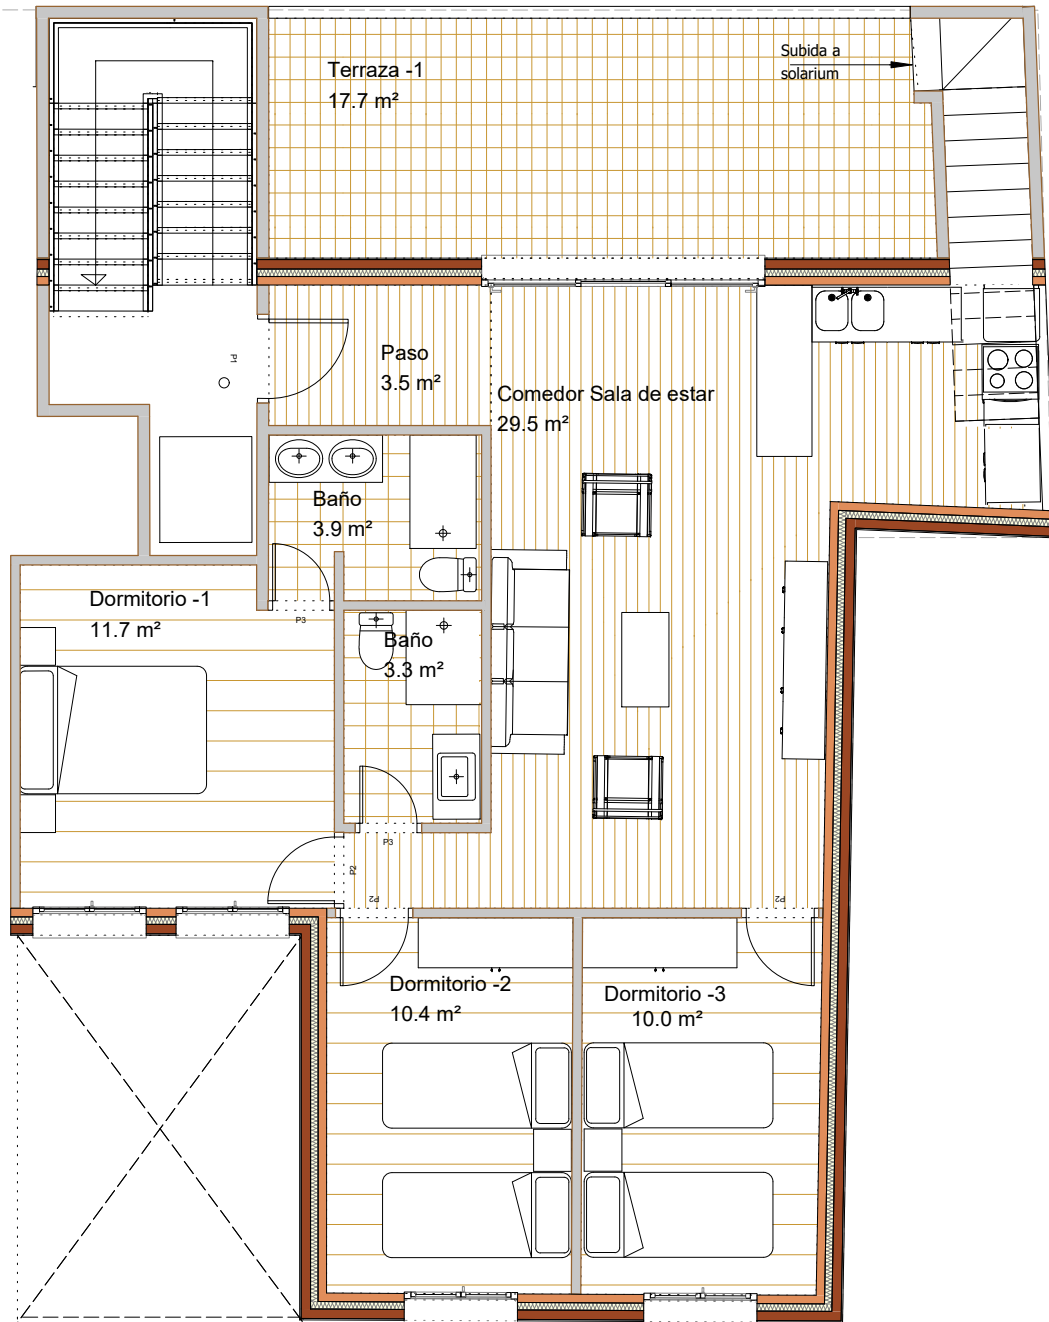 Terraza -1
17.7 m²
Subida a
solarium
P1
Paso
3.5 m²
Comedor Sala de estar
29.5 m²
Baño
3.9 m²
Dormitorio -1
11.7 m²
P3
Baño
3.3 m²
P3
P2
P2
P2
Dormitorio -2
10.4 m²
Dormitorio -3
10.0 m²